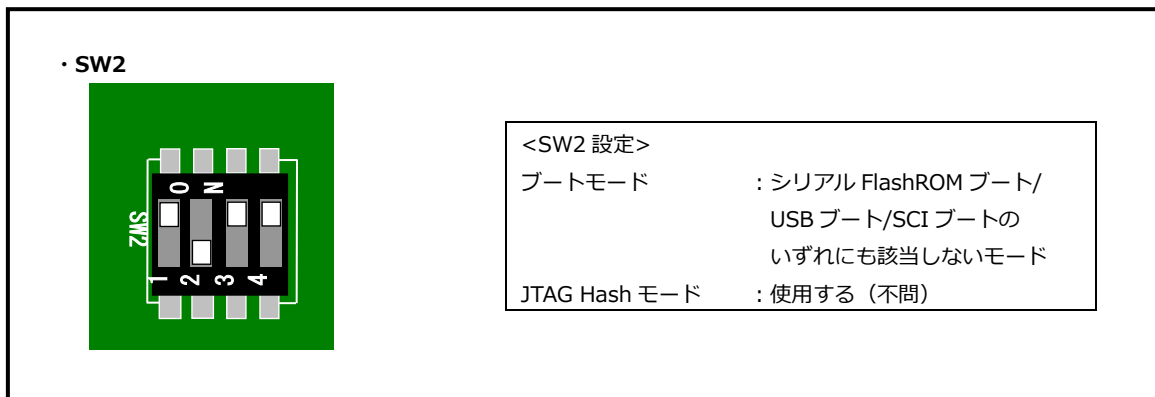 ・SW2
O N
SW2
1 2 3 4
<SW2 設定>
ブートモード ：シリアル FlashROM ブート/
USB ブート/SCI ブートの
いずれにも該当しないモード
JTAG Hash モード ：使用する（不問）